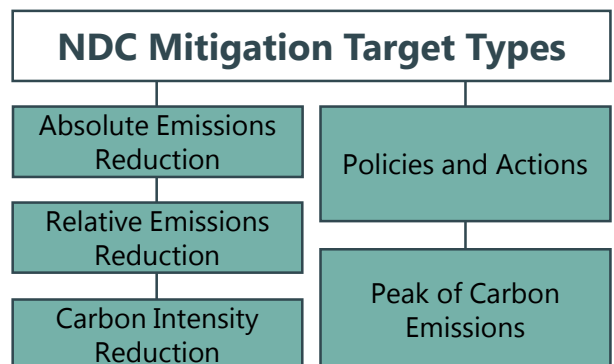 NDC Mitigation Target Types
Absolute Emissions
Reduction
Relative Emissions
Reduction
Carbon Intensity
Reduction
Policies and Actions
Peak of Carbon
Emissions